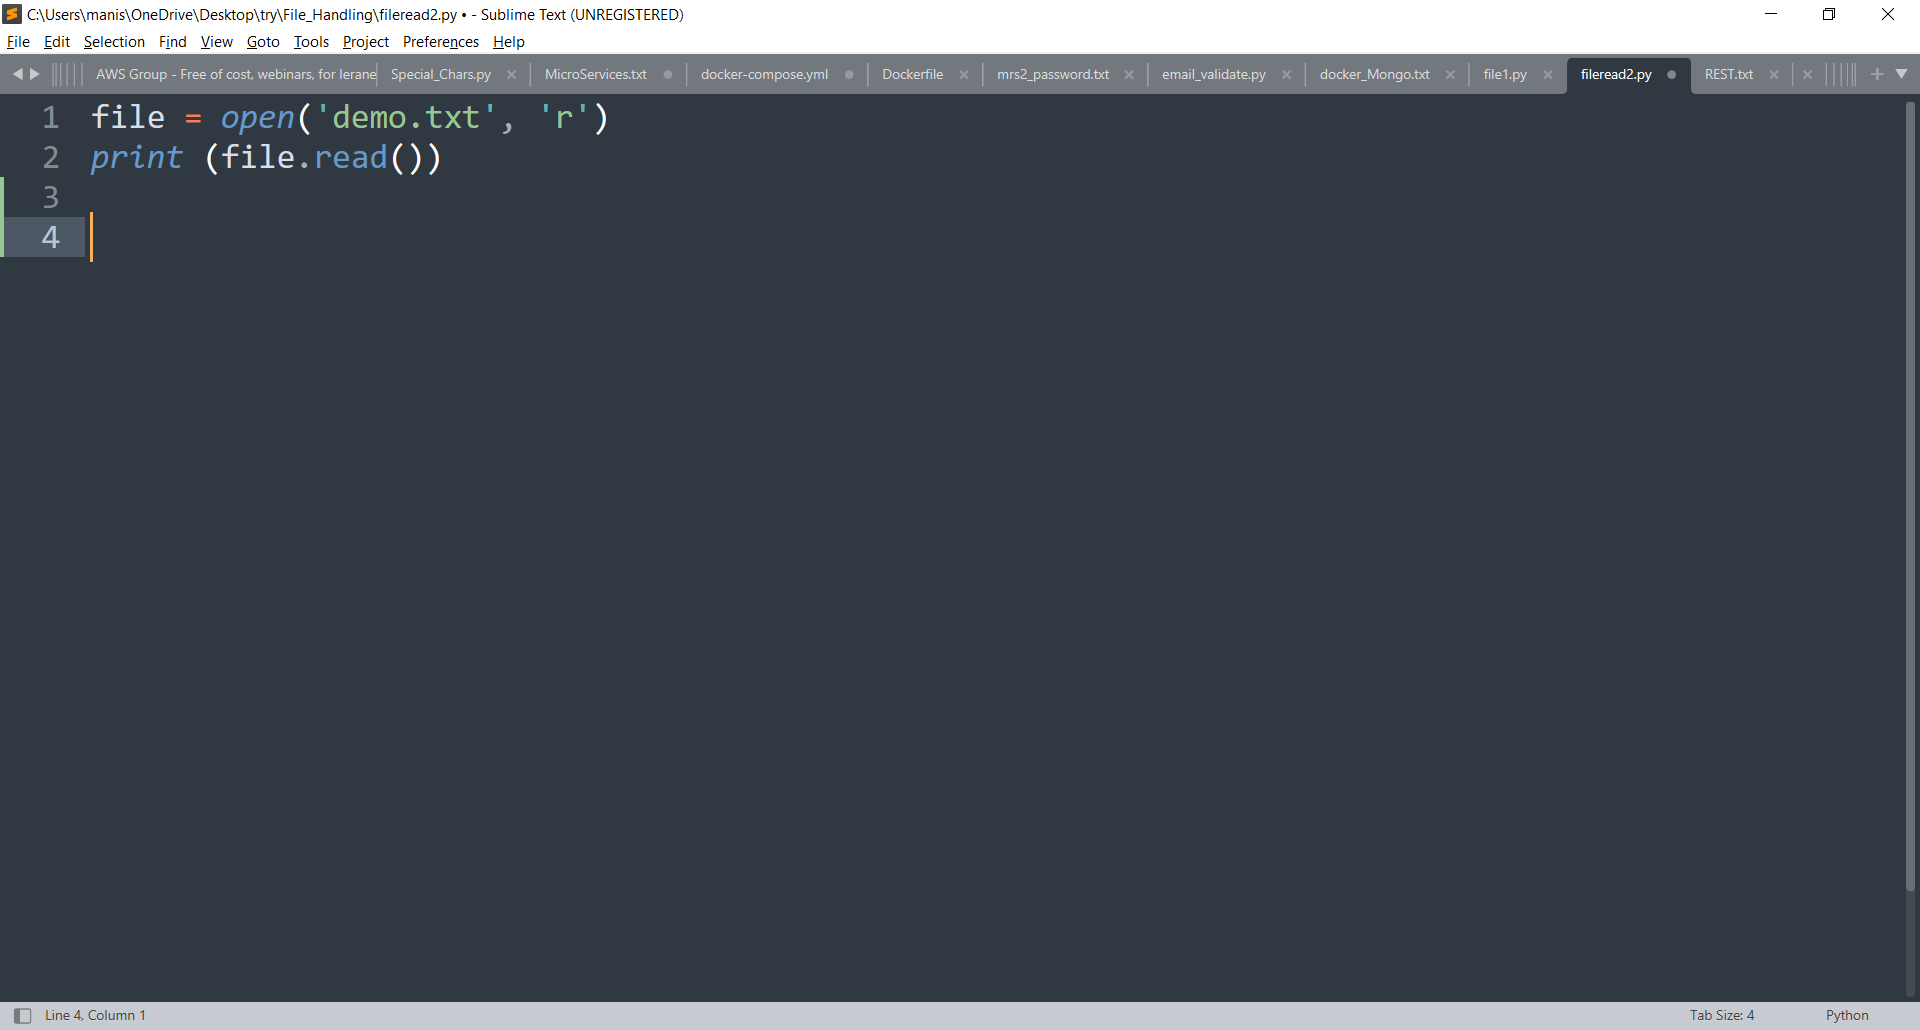 C:\Users\manis\OneDrive\Desktop\try\File_Handling\fileread2.py • - Sublime Text (UNREGISTERED)
File Edit Selection Find View Goto Tools Project Preferences Help
AWS Group - Free of cost, webinars, for lerane Special_Chars.py MicroServices.txt docker-compose.yml Dockerfile mrs2_password.txt email_validate.py docker_Mongo.txt file1.py fileread2.py REST.txt
1 file = open('demo.txt', 'r')
2 print (file.read())
3
4
Line 4, Column 1 Tab Size: 4 Python